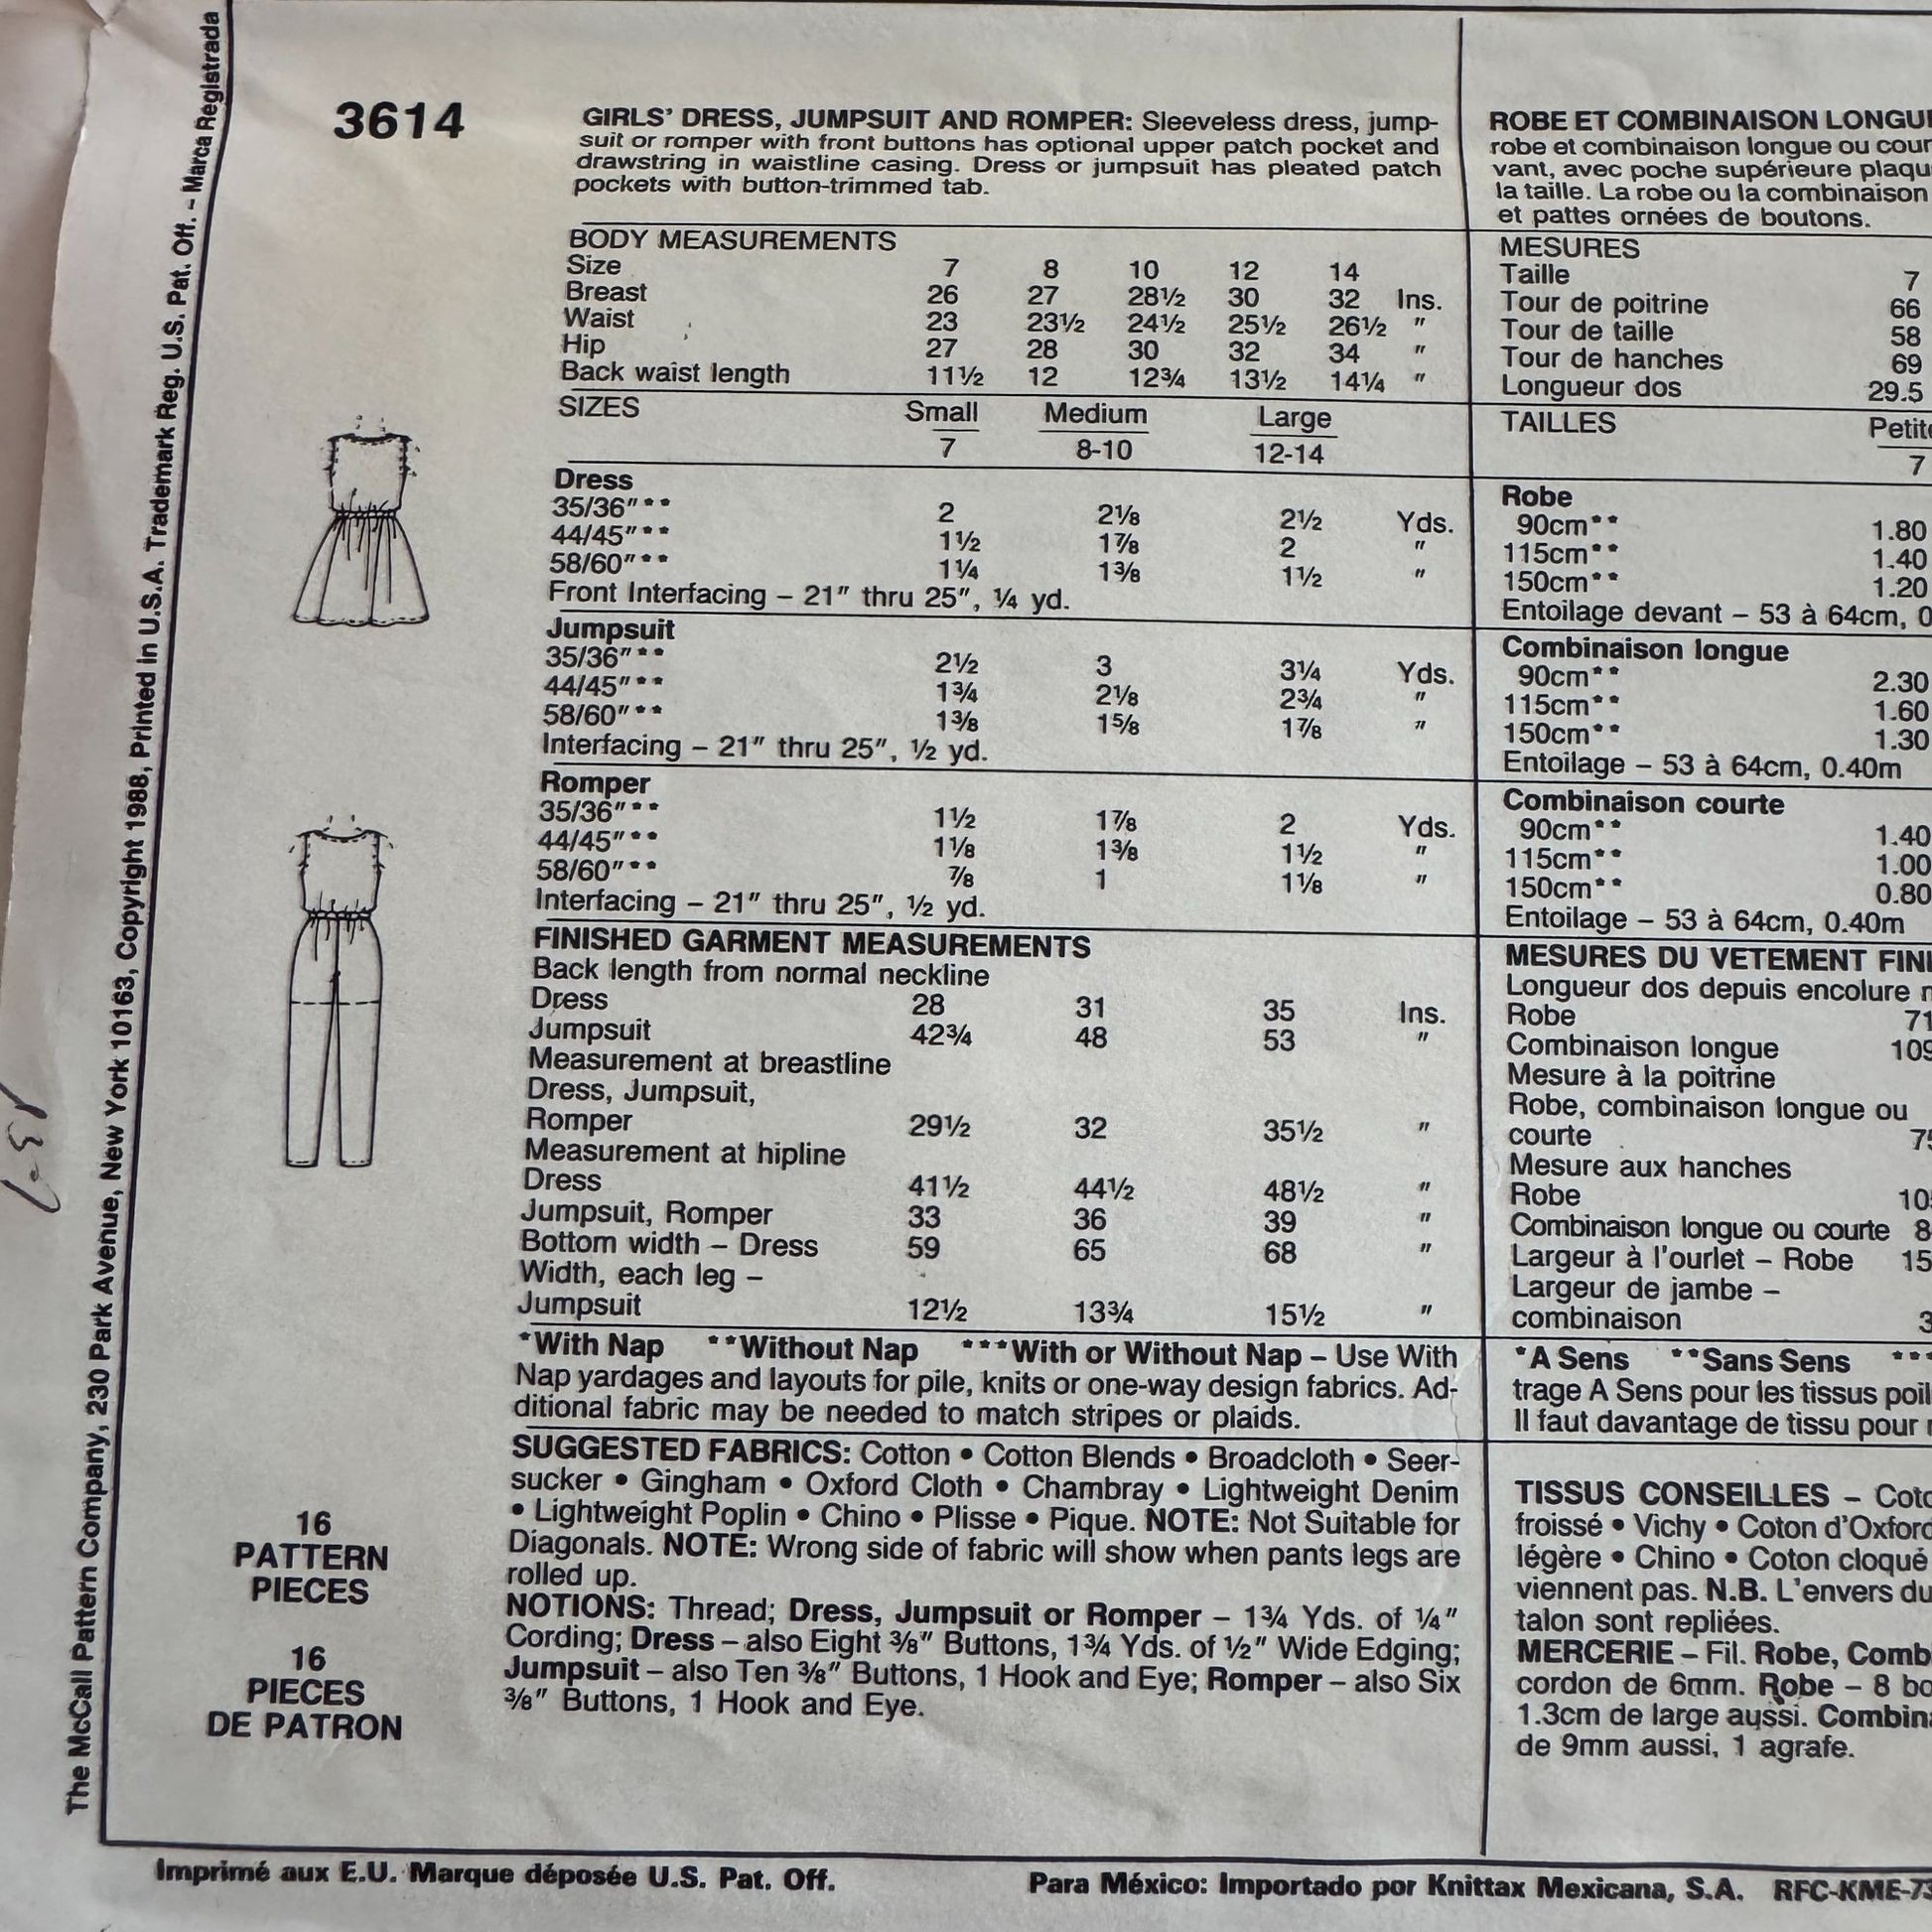 The McCall Pattern Company, 230 Park Avenue, New York 10163, Copyright 1988, Printed in U.S.A. Trademark Reg. U.S. Pat. Off. – Marca Registrada
3614
GIRLS' DRESS, JUMPSUIT AND ROMPER: Sleeveless dress, jump-
suit or romper with front buttons has optional upper patch pocket and
drawstring in waistline casing. Dress or jumpsuit has pleated patch
pockets with button-trimmed tab.
BODY MEASUREMENTS
Size 7 8 10 12 14
Breast 26 27 28½ 30 32 Ins.
Waist 23 23½ 24½ 25½ 26½ "
Hip 27 28 30 32 34 "
Back waist length 11½ 12 12¾ 13½ 14¼ "
SIZES Small Medium Large
7 8-10 12-14
Dress
35/36"** 2 2⅛ 2½ Yds.
44/45"** 1½ 1⅞ 2 "
58/60"** 1¼ 1⅜ 1½ "
Front Interfacing – 21" thru 25", ¼ yd.
Jumpsuit
35/36"** 2½ 3 3¼ Yds.
44/45"** 1¾ 2⅛ 2¾ "
58/60"** 1⅜ 1⅝ 1⅞ "
Interfacing – 21" thru 25", ½ yd.
Romper
35/36"** 1½ 1⅞ 2 Yds.
44/45"** 1⅛ 1⅜ 1½ "
58/60"** ⅞ 1 1⅛ "
Interfacing – 21" thru 25", ½ yd.
FINISHED GARMENT MEASUREMENTS
Back length from normal neckline
Dress 28 31 35 Ins.
Jumpsuit 42¾ 48 53 "
Measurement at breastline
Dress, Jumpsuit,
Romper 29½ 32 35½ "
Measurement at hipline
Dress 41½ 44½ 48½ "
Jumpsuit, Romper 33 36 39 "
Bottom width – Dress 59 65 68 "
Width, each leg –
Jumpsuit 12½ 13¾ 15½ "
*With Nap **Without Nap ***With or Without Nap – Use With
Nap yardages and layouts for pile, knits or one-way design fabrics. Ad-
ditional fabric may be needed to match stripes or plaids.
SUGGESTED FABRICS: Cotton • Cotton Blends • Broadcloth • Seer-
sucker • Gingham • Oxford Cloth • Chambray • Lightweight Denim
• Lightweight Poplin • Chino • Plisse • Pique. NOTE: Not Suitable for
Diagonals. NOTE: Wrong side of fabric will show when pants legs are
rolled up.
NOTIONS: Thread; Dress, Jumpsuit or Romper – 1¾ Yds. of ¼"
Cording; Dress – also Eight ⅜" Buttons, 1¾ Yds. of ½" Wide Edging;
Jumpsuit – also Ten ⅜" Buttons, 1 Hook and Eye; Romper – also Six
⅜" Buttons, 1 Hook and Eye.
16
PATTERN
PIECES
16
PIECES
DE PATRON
ROBE ET COMBINAISON
robe et combinaison longue ou
vant, avec poche supérieure
la taille. La robe ou la combinaison
et pattes ornées de boutons.
MESURES
Taille 7
Tour de poitrine 66
Tour de taille 58
Tour de hanches 69
Longueur dos 29.5
TAILLES
7
Robe
90cm** 1.80
115cm** 1.40
150cm** 1.20
Entoilage devant – 53 à 64cm,
Combinaison longue
90cm** 2.30
115cm** 1.60
150cm** 1.30
Entoilage – 53 à 64cm, 0.40m
Combinaison courte
90cm** 1.40
115cm** 1.00
150cm** 0.80
Entoilage – 53 à 64cm, 0.40m
MESURES DU VETEMENT
Longueur dos depuis encolure
Robe 71
Combinaison longue 109
Mesure à la poitrine
Robe, combinaison longue ou
courte
Mesure aux hanches
Robe
Combinaison longue ou courte
Largeur à l'ourlet – Robe
Largeur de jambe –
combinaison
*A Sens **Sans Sens ***
trage A Sens pour les tissus
Il faut davantage de tissu pour
TISSUS CONSEILLES –
froissé • Vichy • Coton d'Oxford
légère • Chino • Coton cloqué
viennent pas. N.B. L'envers du
talon sont repliées.
MERCERIE – Fil. Robe,
cordon de 6mm. Robe – 8
1.3cm de large aussi.
de 9mm aussi, 1 agrafe.
Imprimé aux E.U. Marque déposée U.S. Pat. Off.
Para México: Importado por Knittax Mexicana, S.A. RFC-KME-